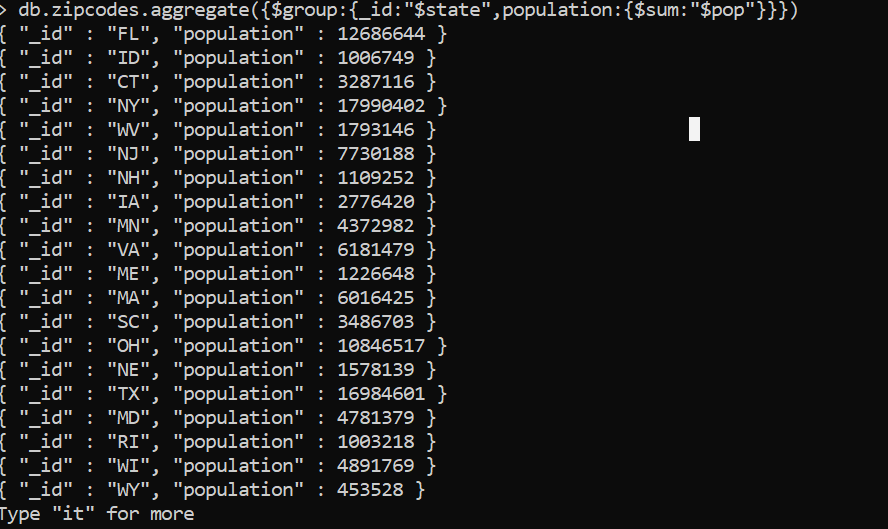 > db.zipcodes.aggregate({$group:{_id:"$state",population:{$sum:"$pop"}}})
{ "_id" : "FL", "population" : 12686644 }
{ "_id" : "ID", "population" : 1006749 }
{ "_id" : "CT", "population" : 3287116 }
{ "_id" : "NY", "population" : 17990402 }
{ "_id" : "WV", "population" : 1793146 }
{ "_id" : "NJ", "population" : 7730188 }
{ "_id" : "NH", "population" : 1109252 }
{ "_id" : "IA", "population" : 2776420 }
{ "_id" : "MN", "population" : 4372982 }
{ "_id" : "VA", "population" : 6181479 }
{ "_id" : "ME", "population" : 1226648 }
{ "_id" : "MA", "population" : 6016425 }
{ "_id" : "SC", "population" : 3486703 }
{ "_id" : "OH", "population" : 10846517 }
{ "_id" : "NE", "population" : 1578139 }
{ "_id" : "TX", "population" : 16984601 }
{ "_id" : "MD", "population" : 4781379 }
{ "_id" : "RI", "population" : 1003218 }
{ "_id" : "WI", "population" : 4891769 }
{ "_id" : "WY", "population" : 453528 }
Type "it" for more